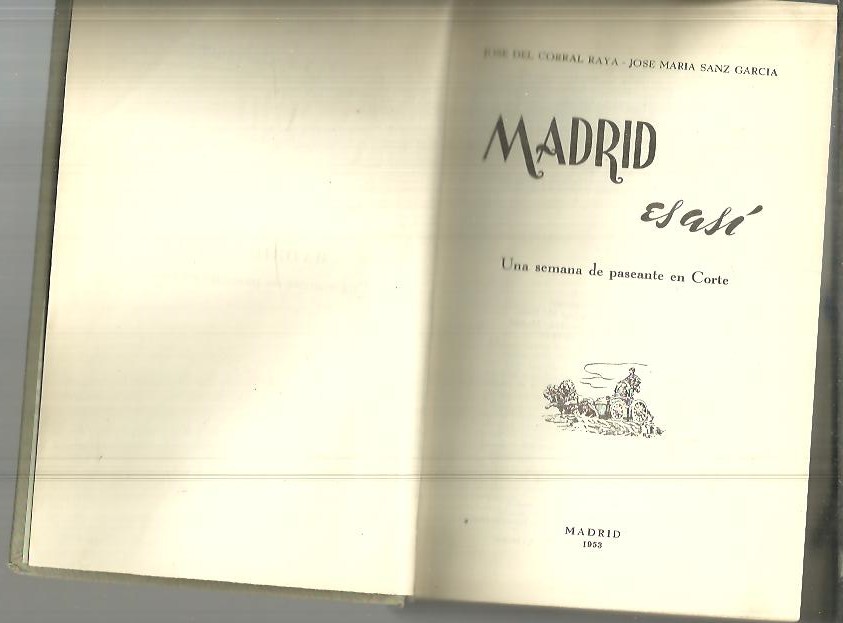 JOSE DEL CORRAL RAYA - JOSE MARIA SANZ GARCIA
MADRID
es así
Una semana de paseante en Corte
MADRID
1953